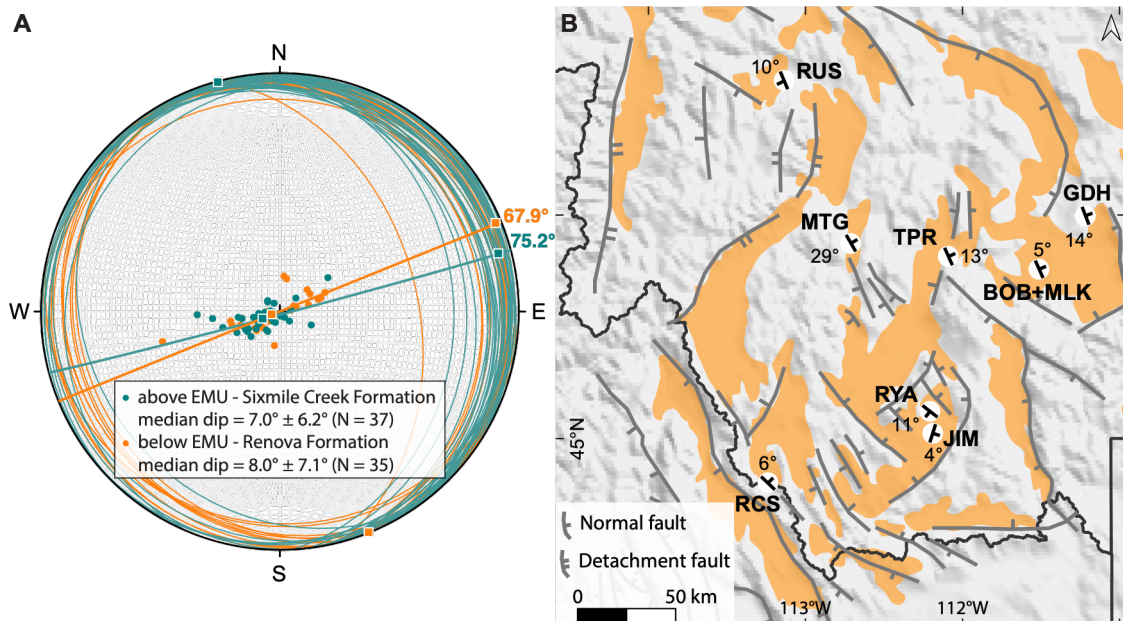 A
N
67.9°
75.2°
W
E
above EMU - Sixmile Creek Formation
median dip = 7.0° ± 6.2° (N = 37)
below EMU - Renova Formation
median dip = 8.0° ± 7.1° (N = 35)
S
B
10°
RUS
GDH
14°
MTG
29°
TPR
13°
5°
BOB+MLK
RYA
11°
JIM
4°
45°N
6°
RCS
Normal fault
Detachment fault
0
50 km
113°W
112°W